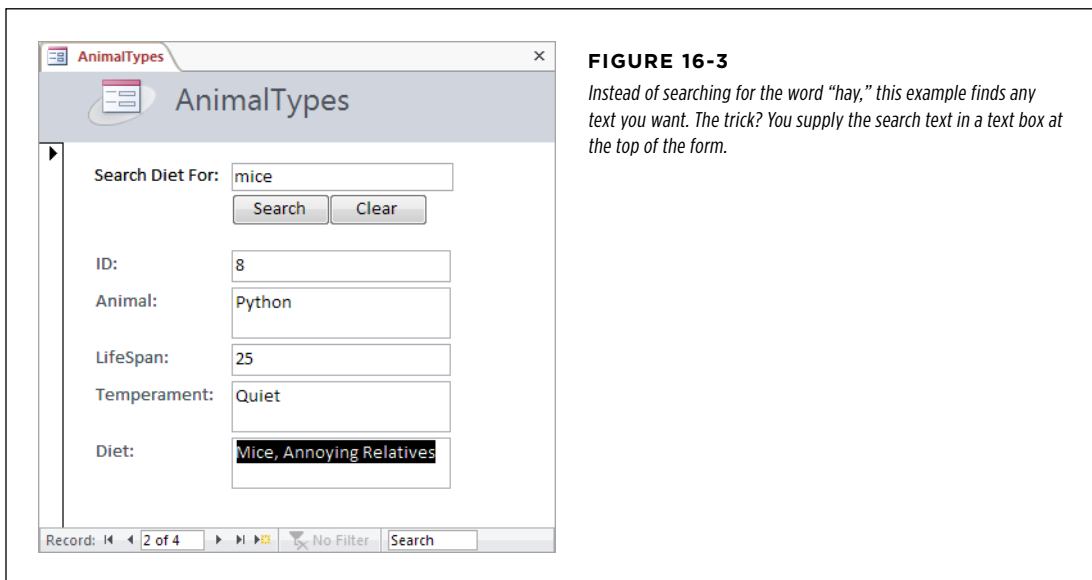 AnimalTypes
AnimalTypes
Search Diet For: mice
Search Clear
ID: 8
Animal: Python
LifeSpan: 25
Temperament: Quiet
Diet: Mice, Annoying Relatives
Record: 2 of 4 No Filter Search
FIGURE 16-3
Instead of searching for the word “hay,” this example finds any
text you want. The trick? You supply the search text in a text box at
the top of the form.